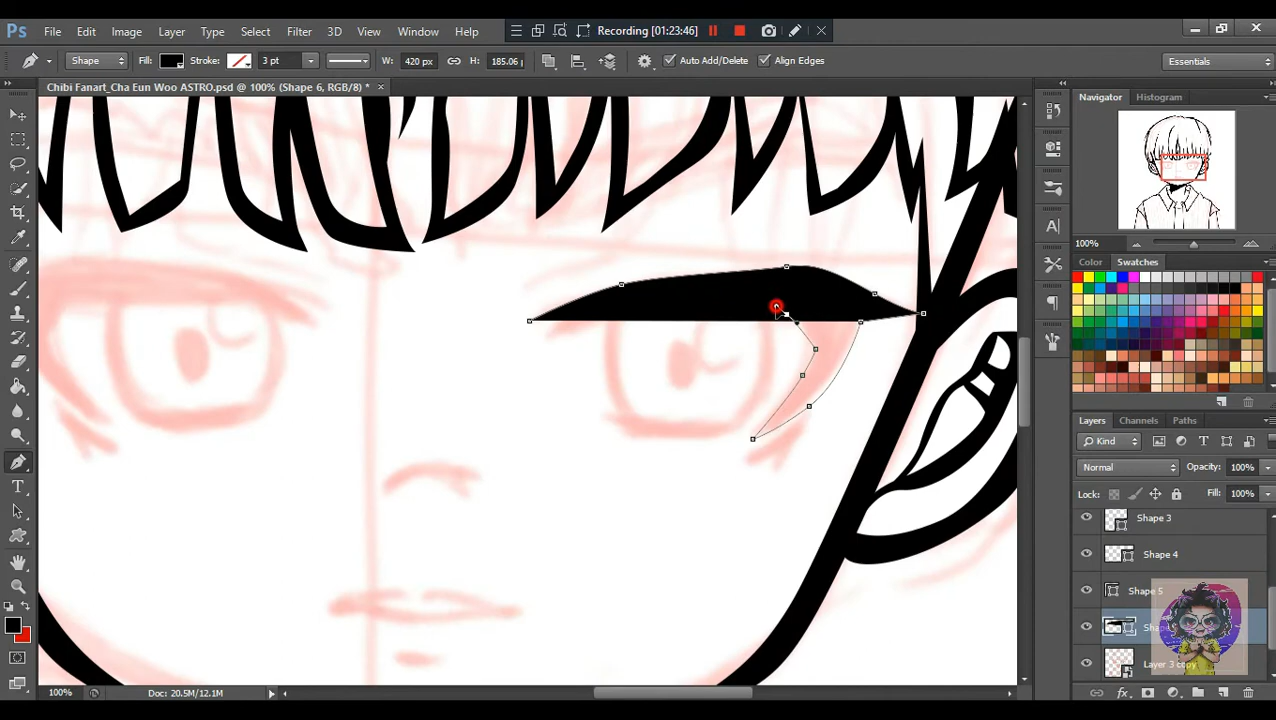 Ps File Edit Image Layer Type Select Filter 3D View Window Help Recording [01:23:46]
Shape Fill: Stroke: 3 pt W: 420 px H: 185.06 Auto Add/Delete Align Edges Essentials
Chibi Fanart_Cha Eun Woo ASTRO.psd @ 100% (Shape 6, RGB/8) *
Navigator Histogram
100%
Color Swatches
Layers Channels Paths
Kind
Normal Opacity: 100%
Lock: Fill: 100%
Shape 3
Shape 4
Shape 5
Layer 3 copy
100% Doc: 20.5M/12.1M